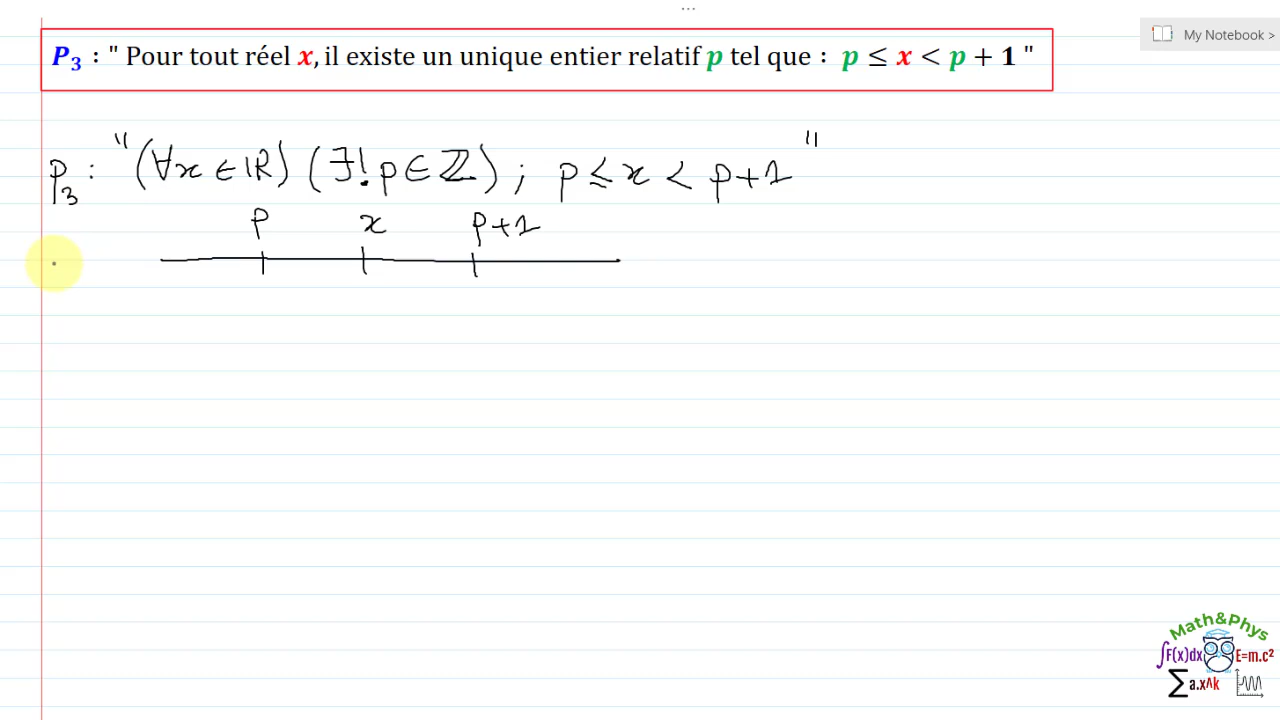 ...
My Notebook >
P₃ : " Pour tout réel x, il existe un unique entier relatif p tel que : p ≤ x < p + 1 "
P₃ : "(∀x ∈ ℝ) (∃! p ∈ ℤ) ; p ≤ x < p+1 "
p x p+1
Math&Phys
∫F(x)dx E=m.c²
∑ a.x^k